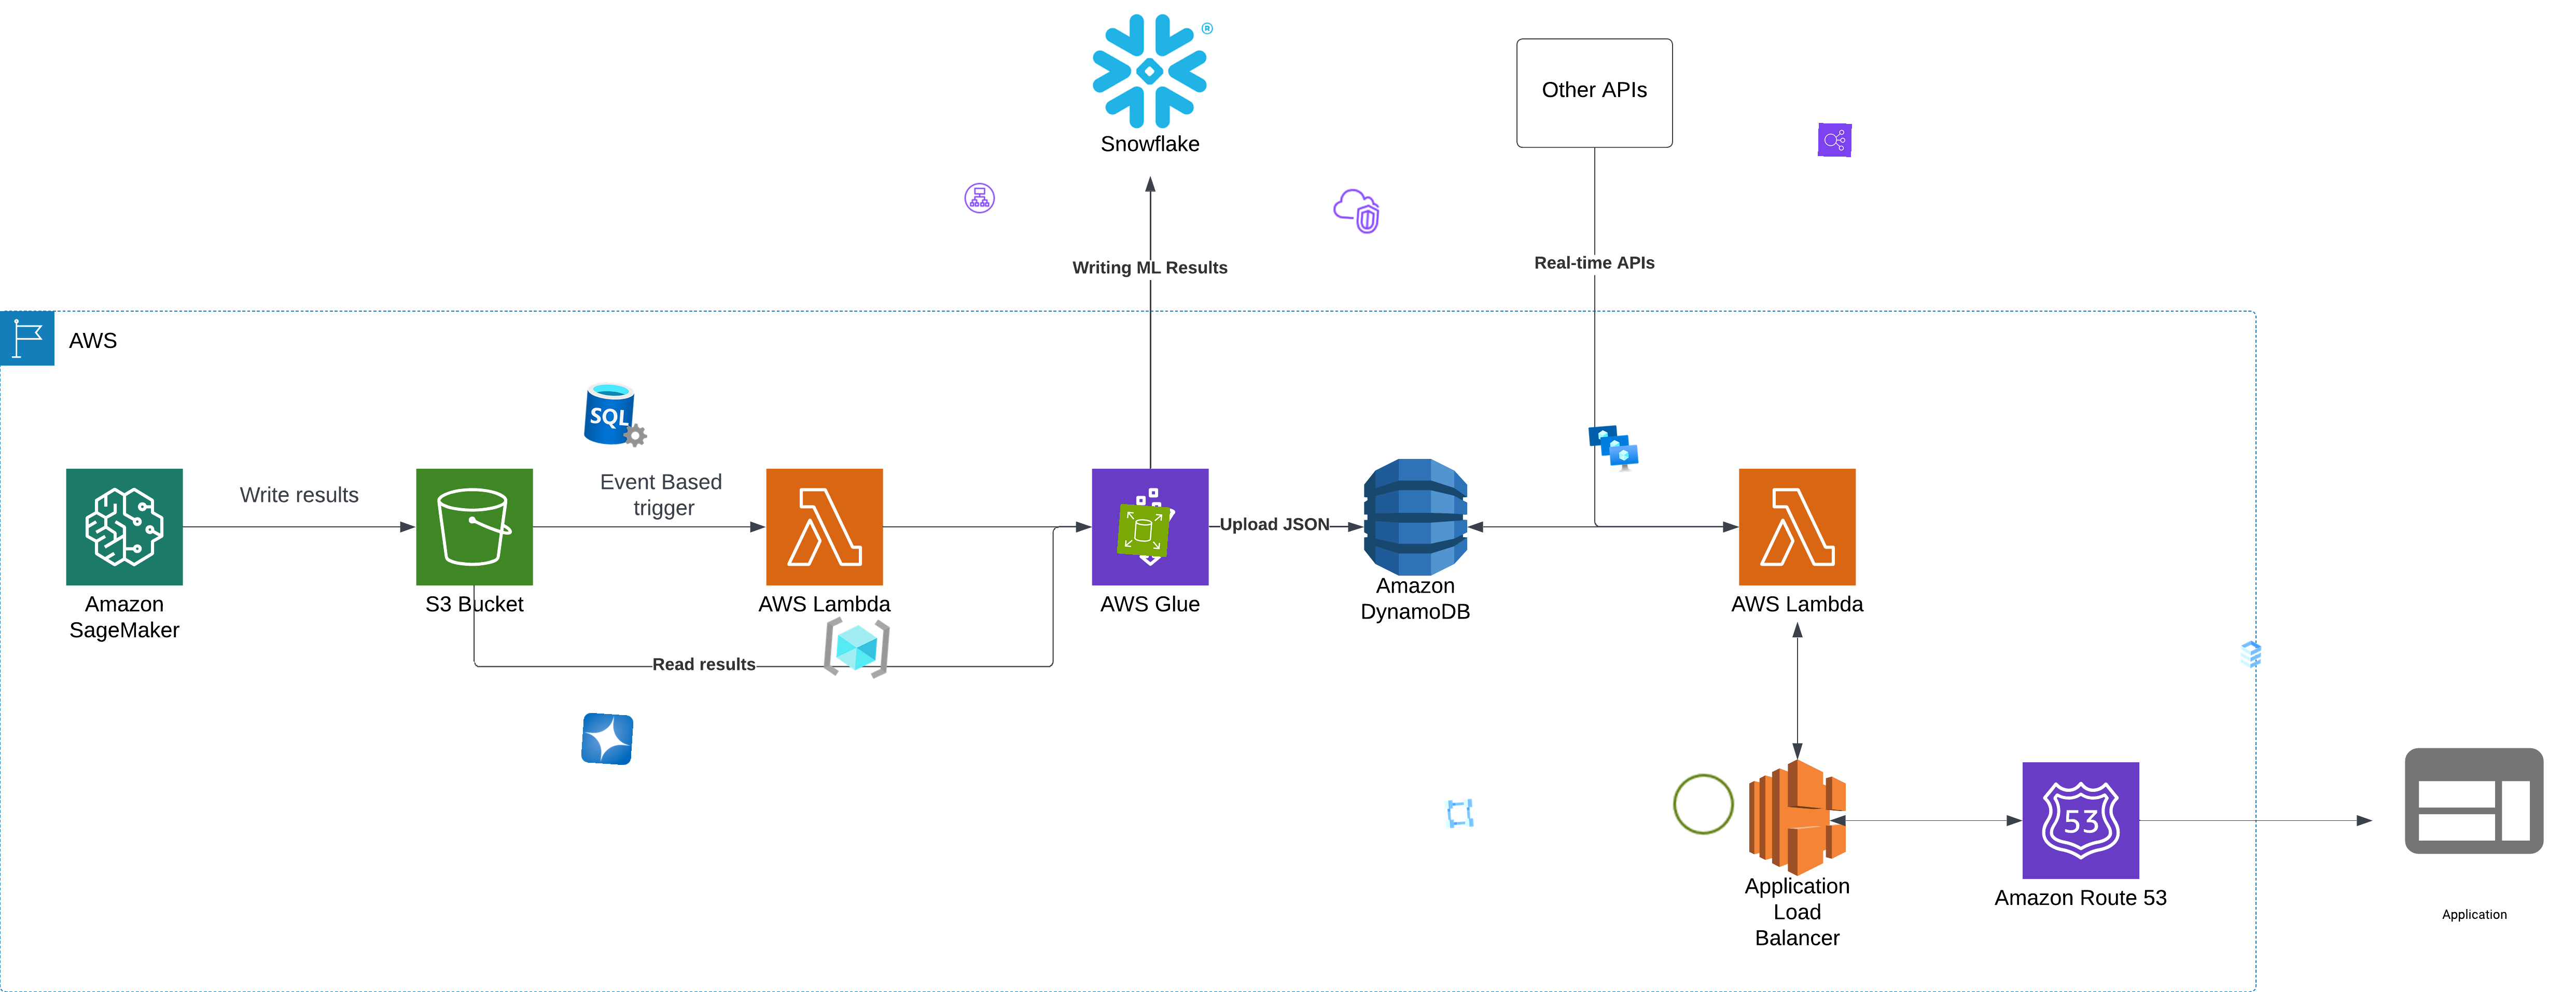 ®
Snowflake
Other APIs
Writing ML Results
Real-time APIs
AWS
SQL
Write results
Event Based
trigger
Upload JSON
Amazon
SageMaker
S3 Bucket
AWS Lambda
AWS Glue
Amazon
DynamoDB
AWS Lambda
Read results
53
Application
Load
Balancer
Amazon Route 53
Application